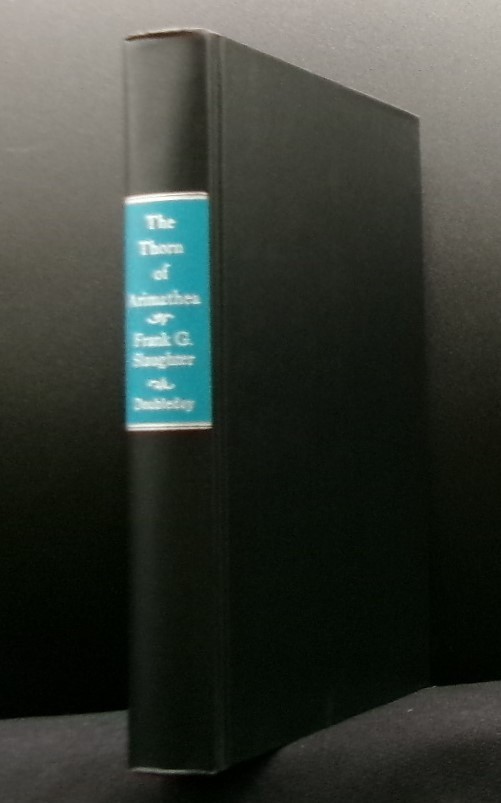 The
Thorn
of
Arimathea
Frank G.
Slaughter
Doubleday